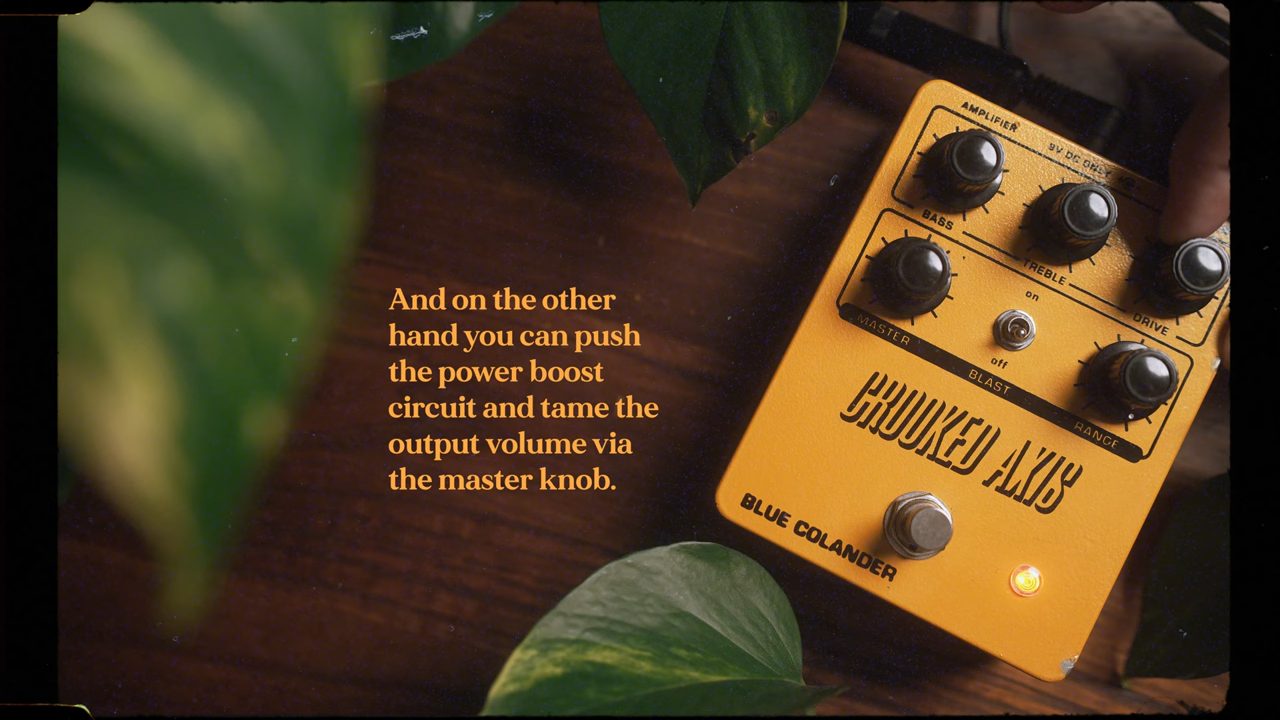 And on the other
hand you can push
the power boost
circuit and tame the
output volume via
the master knob.
AMPLIFIER
9V DC ONLY
BASS
TREBLE
DRIVE
on
off
MASTER
BLAST
RANGE
CROOKED AXIS
BLUE COLANDER